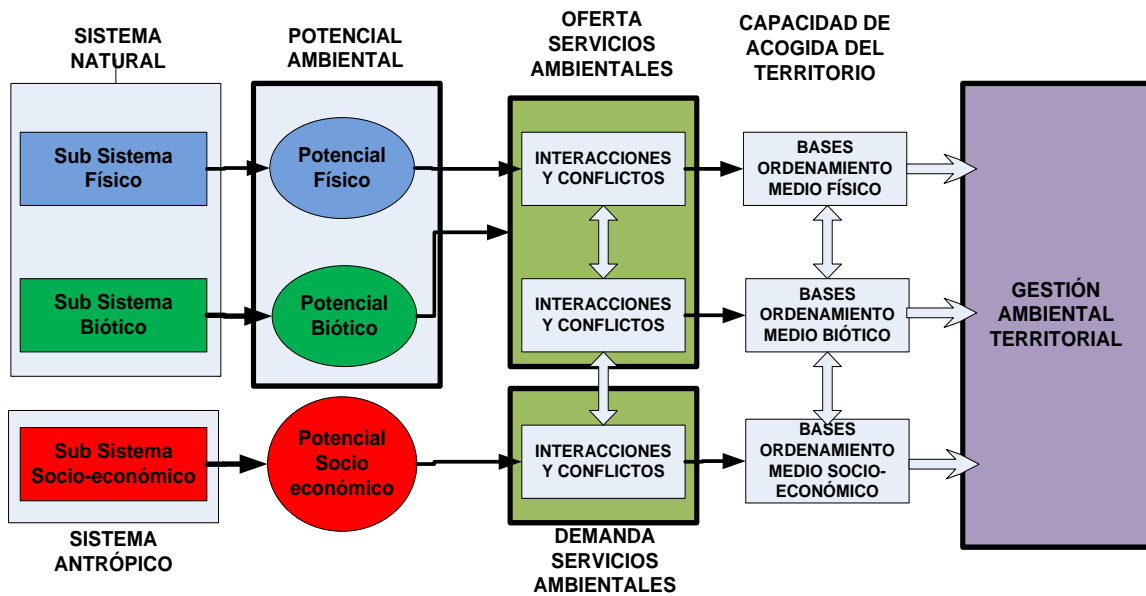 SISTEMA
NATURAL
POTENCIAL
AMBIENTAL
OFERTA
SERVICIOS
AMBIENTALES
CAPACIDAD DE
ACOGIDA DEL
TERRITORIO
Sub Sistema
Físico
Potencial
Físico
INTERACCIONES
Y CONFLICTOS
BASES
ORDENAMIENTO
MEDIO FÍSICO
Sub Sistema
Biótico
Potencial
Biótico
INTERACCIONES
Y CONFLICTOS
BASES
ORDENAMIENTO
MEDIO BIÓTICO
GESTIÓN
AMBIENTAL
TERRITORIAL
Sub Sistema
Socio-económico
Potencial
Socio
económico
INTERACCIONES
Y CONFLICTOS
BASES
ORDENAMIENTO
MEDIO SOCIO-
ECONÓMICO
SISTEMA
ANTRÓPICO
DEMANDA
SERVICIOS
AMBIENTALES